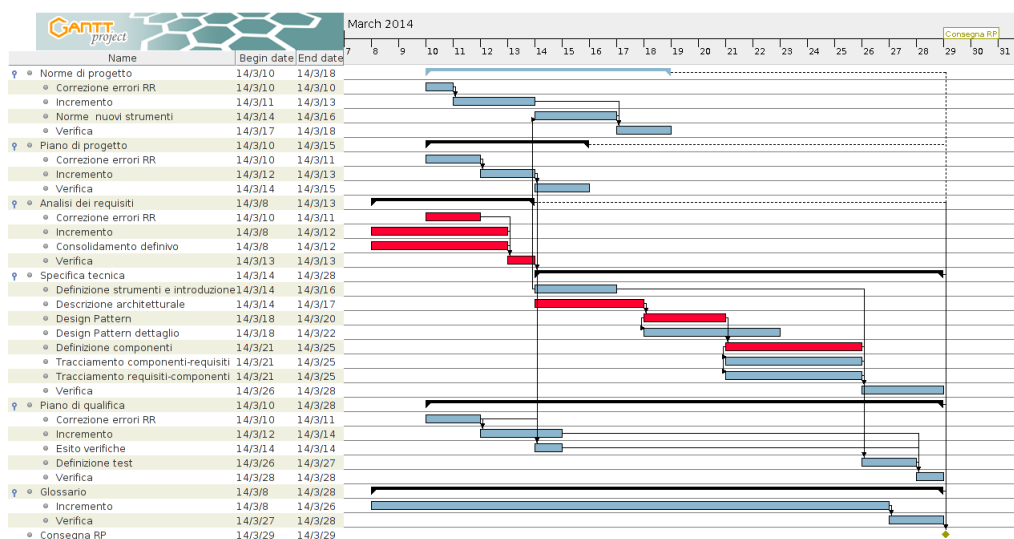 GANTT
project
March 2014
Consegna RP
7 8 9 10 11 12 13 14 15 16 17 18 19 20 21 22 23 24 25 26 27 28 29 30 31
Name Begin date End date
Norme di progetto 14/3/10 14/3/18
Correzione errori RR 14/3/10 14/3/10
Incremento 14/3/11 14/3/13
Norme nuovi strumenti 14/3/14 14/3/16
Verifica 14/3/17 14/3/18
Piano di progetto 14/3/10 14/3/15
Correzione errori RR 14/3/10 14/3/11
Incremento 14/3/12 14/3/13
Verifica 14/3/14 14/3/15
Analisi dei requisiti 14/3/8 14/3/13
Correzione errori RR 14/3/10 14/3/11
Incremento 14/3/8 14/3/12
Consolidamento definivo 14/3/8 14/3/12
Verifica 14/3/13 14/3/13
Specifica tecnica 14/3/14 14/3/28
Definizione strumenti e introduzione 14/3/14 14/3/16
Descrizione architetturale 14/3/14 14/3/17
Design Pattern 14/3/18 14/3/20
Design Pattern dettaglio 14/3/18 14/3/22
Definizione componenti 14/3/21 14/3/25
Tracciamento componenti-requisiti 14/3/21 14/3/25
Tracciamento requisiti-componenti 14/3/21 14/3/25
Verifica 14/3/26 14/3/28
Piano di qualifica 14/3/10 14/3/28
Correzione errori RR 14/3/10 14/3/11
Incremento 14/3/12 14/3/14
Esito verifiche 14/3/14 14/3/14
Definizione test 14/3/26 14/3/27
Verifica 14/3/28 14/3/28
Glossario 14/3/8 14/3/28
Incremento 14/3/8 14/3/26
Verifica 14/3/27 14/3/28
Consegna RP 14/3/29 14/3/29